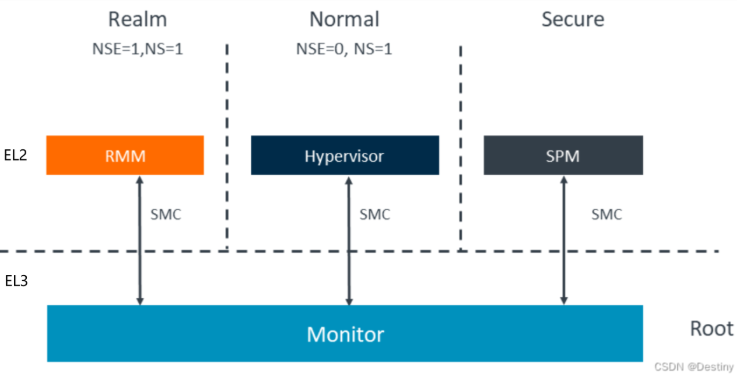 Realm
Normal
Secure
NSE=1,NS=1
NSE=0, NS=1
EL2
RMM
Hypervisor
SPM
SMC
SMC
SMC
EL3
Monitor
Root
CSDN @Destiny